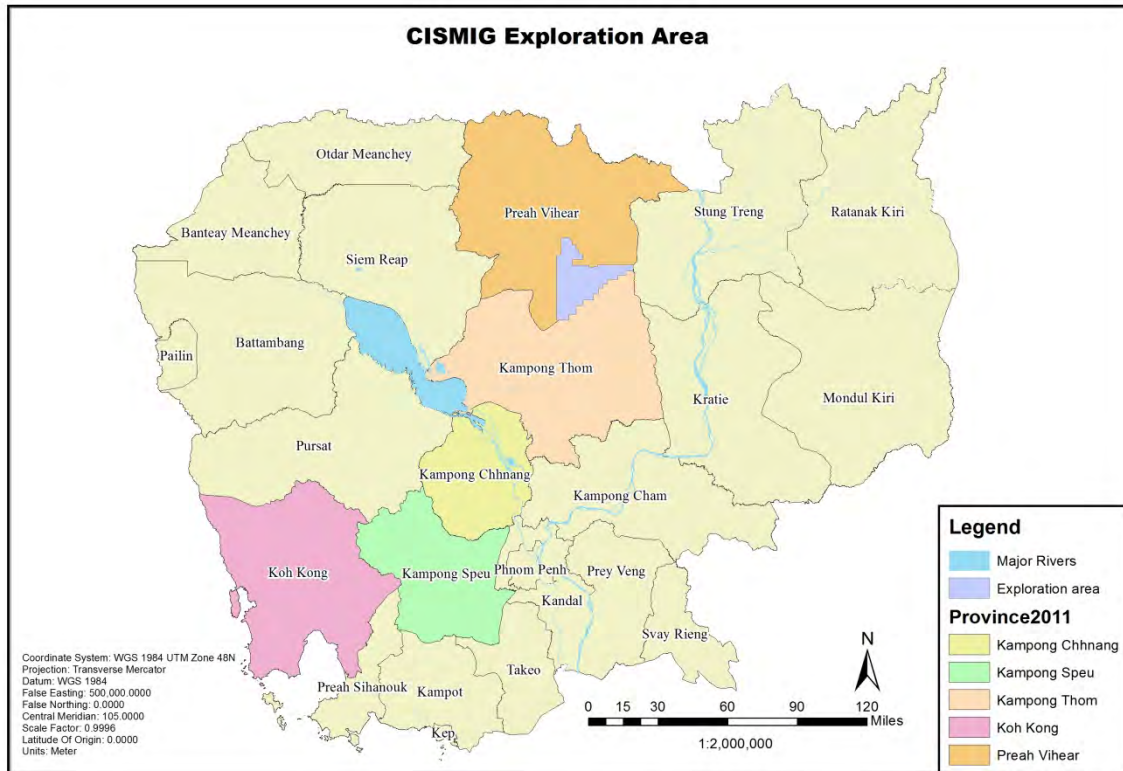 CISMIG Exploration Area
Otdar Meanchey
Preah Vihear
Stung Treng
Ratanak Kiri
Banteay Meanchey
Siem Reap
Battambang
Pailin
Kampong Thom
Kratie
Mondul Kiri
Pursat
Kampong Chhnang
Kampong Cham
Koh Kong
Kampong Speu
Phnom Penh
Prey Veng
Kandal
Svay Rieng
Takeo
Preah Sihanouk
Kampot
Kep
Coordinate System: WGS 1984 UTM Zone 48N
Projection: Transverse Mercator
Datum: WGS 1984
False Easting: 500,000.0000
False Northing: 0.0000
Central Meridian: 105.0000
Scale Factor: 0.9996
Latitude Of Origin: 0.0000
Units: Meter
N
0 15 30 60 90 120
Miles
1:2,000,000
Legend
Major Rivers
Exploration area
Province2011
Kampong Chhnang
Kampong Speu
Kampong Thom
Koh Kong
Preah Vihear